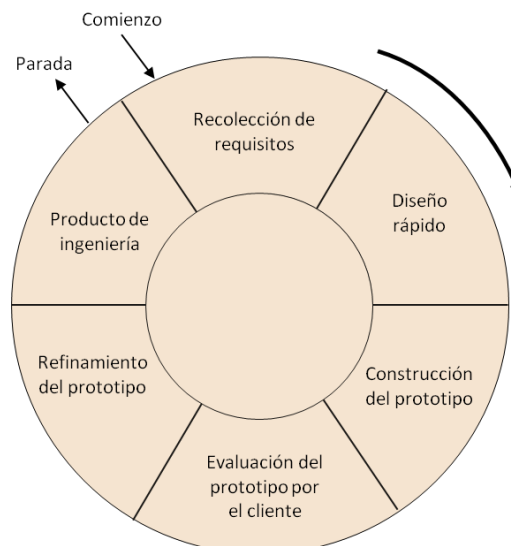 Comienzo
Parada
Recolección de
requisitos
Diseño
rápido
Construcción
del prototipo
Evaluación del
prototipo por
el cliente
Refinamiento
del prototipo
Producto de
ingeniería